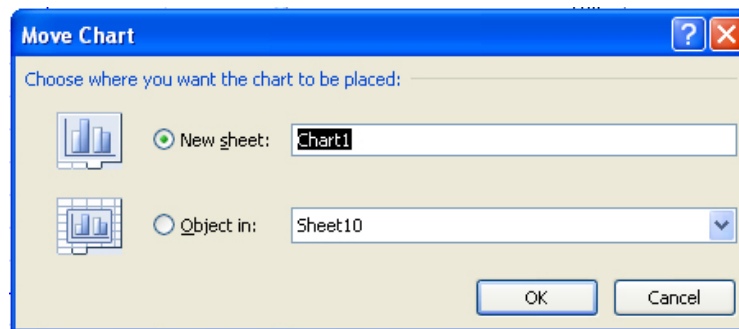 Move Chart
Choose where you want the chart to be placed:
New sheet: Chart1
Object in: Sheet10
OK Cancel